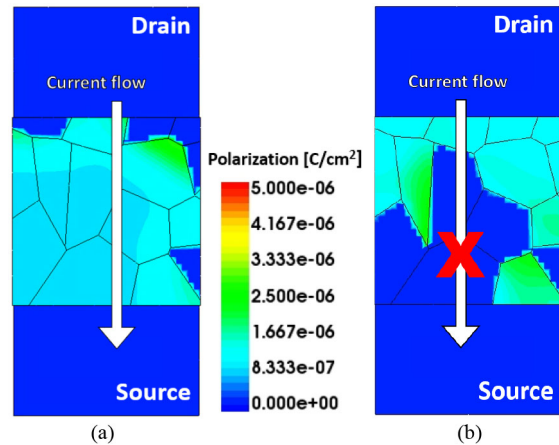 Drain
Current flow
Source
(a)
Polarization [C/cm²]
5.000e-06
4.167e-06
3.333e-06
2.500e-06
1.667e-06
8.333e-07
0.000e+00
Drain
Current flow
X
Source
(b)